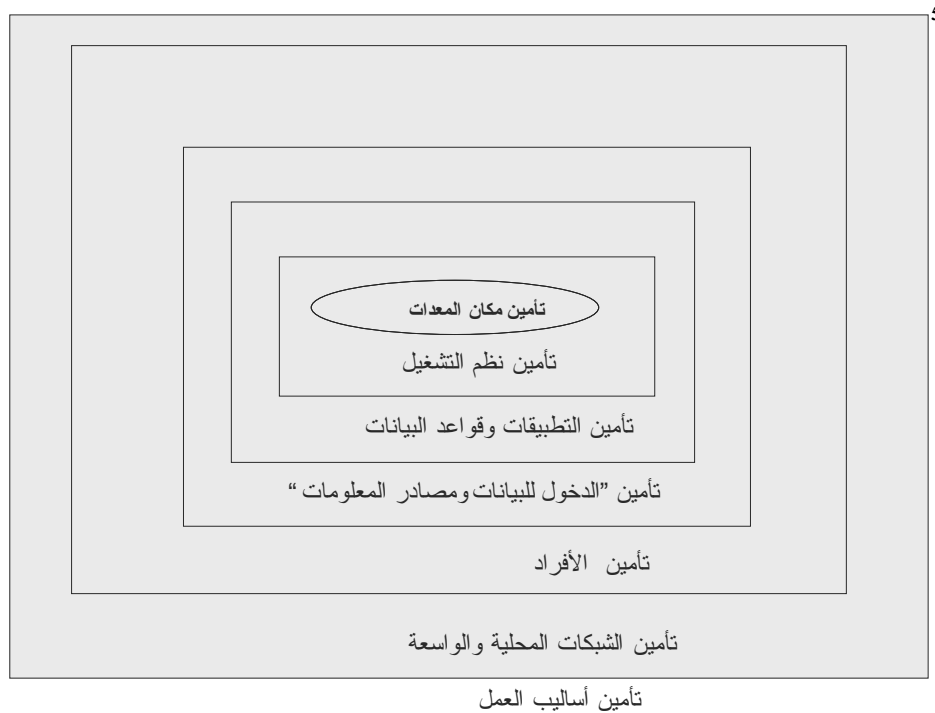 تأمين مكان المعدات
تأمين نظم التشغيل
تأمين التطبيقات وقواعد البيانات
تأمين ”الدخول للبيانات ومصادر المعلومات “
تأمين الأفراد
تأمين الشبكات المحلية والواسعة
تأمين أساليب العمل